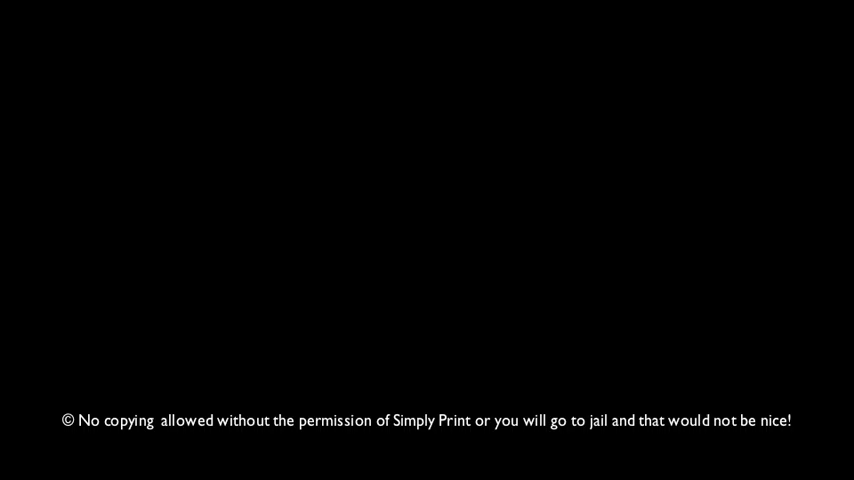 © No copying allowed without the permission of Simply Print or you will go to jail and that would not be nice!